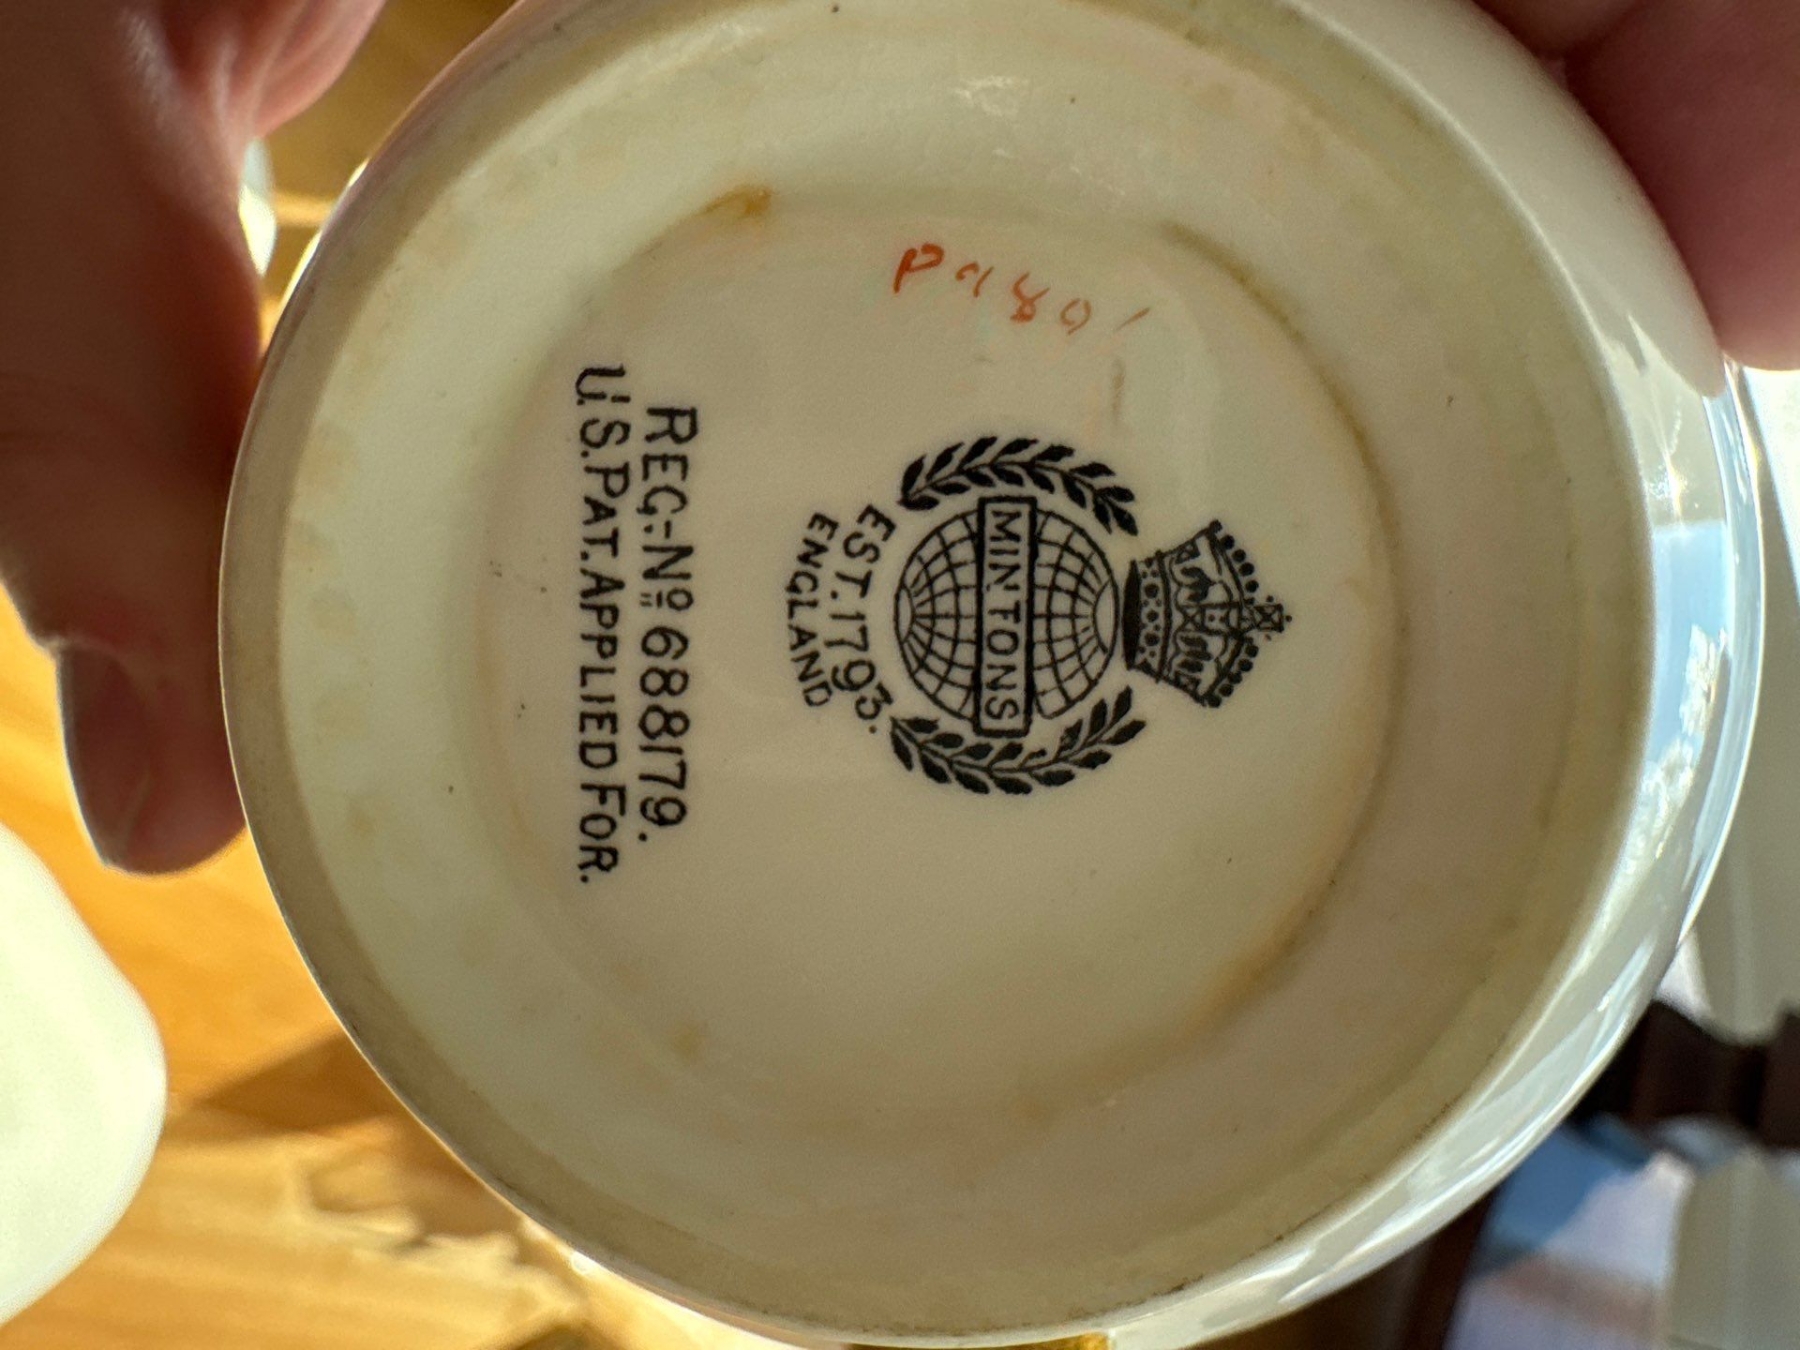 P9801
MINTONS
EST. 1793.
ENGLAND
REG. Nº 688179.
U.S. PAT. APPLIED FOR.